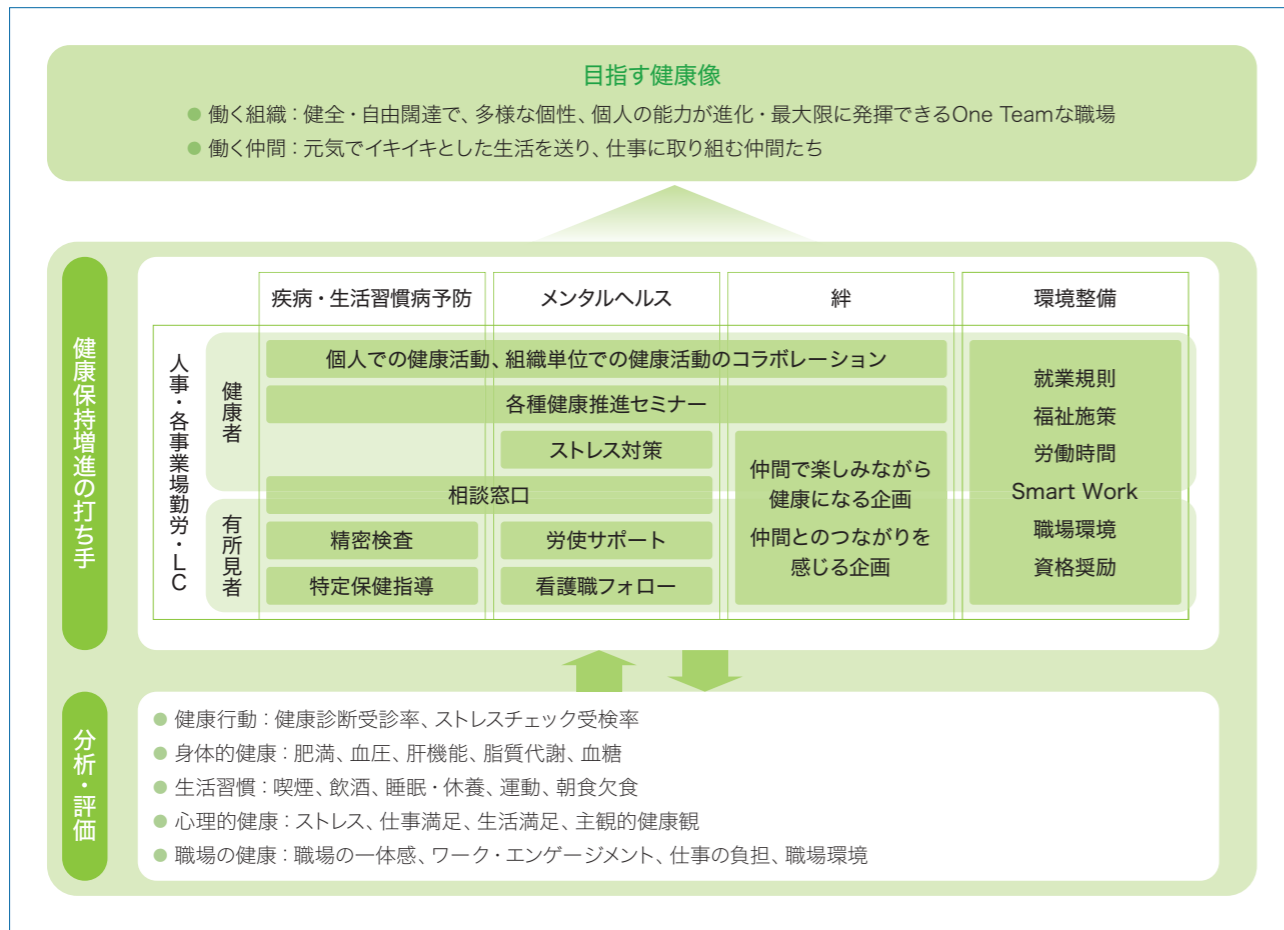 目指す健康像
● 働く組織：健全・自由闊達で、多様な個性、個人の能力が進化・最大限に発揮できるOne Teamな職場
● 働く仲間：元気でイキイキとした生活を送り、仕事に取り組む仲間たち
健康保持増進の打ち手
疾病・生活習慣病予防
メンタルヘルス
絆
環境整備
人事・各事業場勤労・LC
健康者
有所見者
個人での健康活動、組織単位での健康活動のコラボレーション
各種健康推進セミナー
ストレス対策
相談窓口
精密検査
労使サポート
特定保健指導
看護職フォロー
仲間で楽しみながら
健康になる企画
仲間とのつながりを
感じる企画
就業規則
福祉施策
労働時間
Smart Work
職場環境
資格奨励
分析・評価
● 健康行動：健康診断受診率、ストレスチェック受検率
● 身体的健康：肥満、血圧、肝機能、脂質代謝、血糖
● 生活習慣：喫煙、飲酒、睡眠・休養、運動、朝食欠食
● 心理的健康：ストレス、仕事満足、生活満足、主観的健康観
● 職場の健康：職場の一体感、ワーク・エンゲージメント、仕事の負担、職場環境